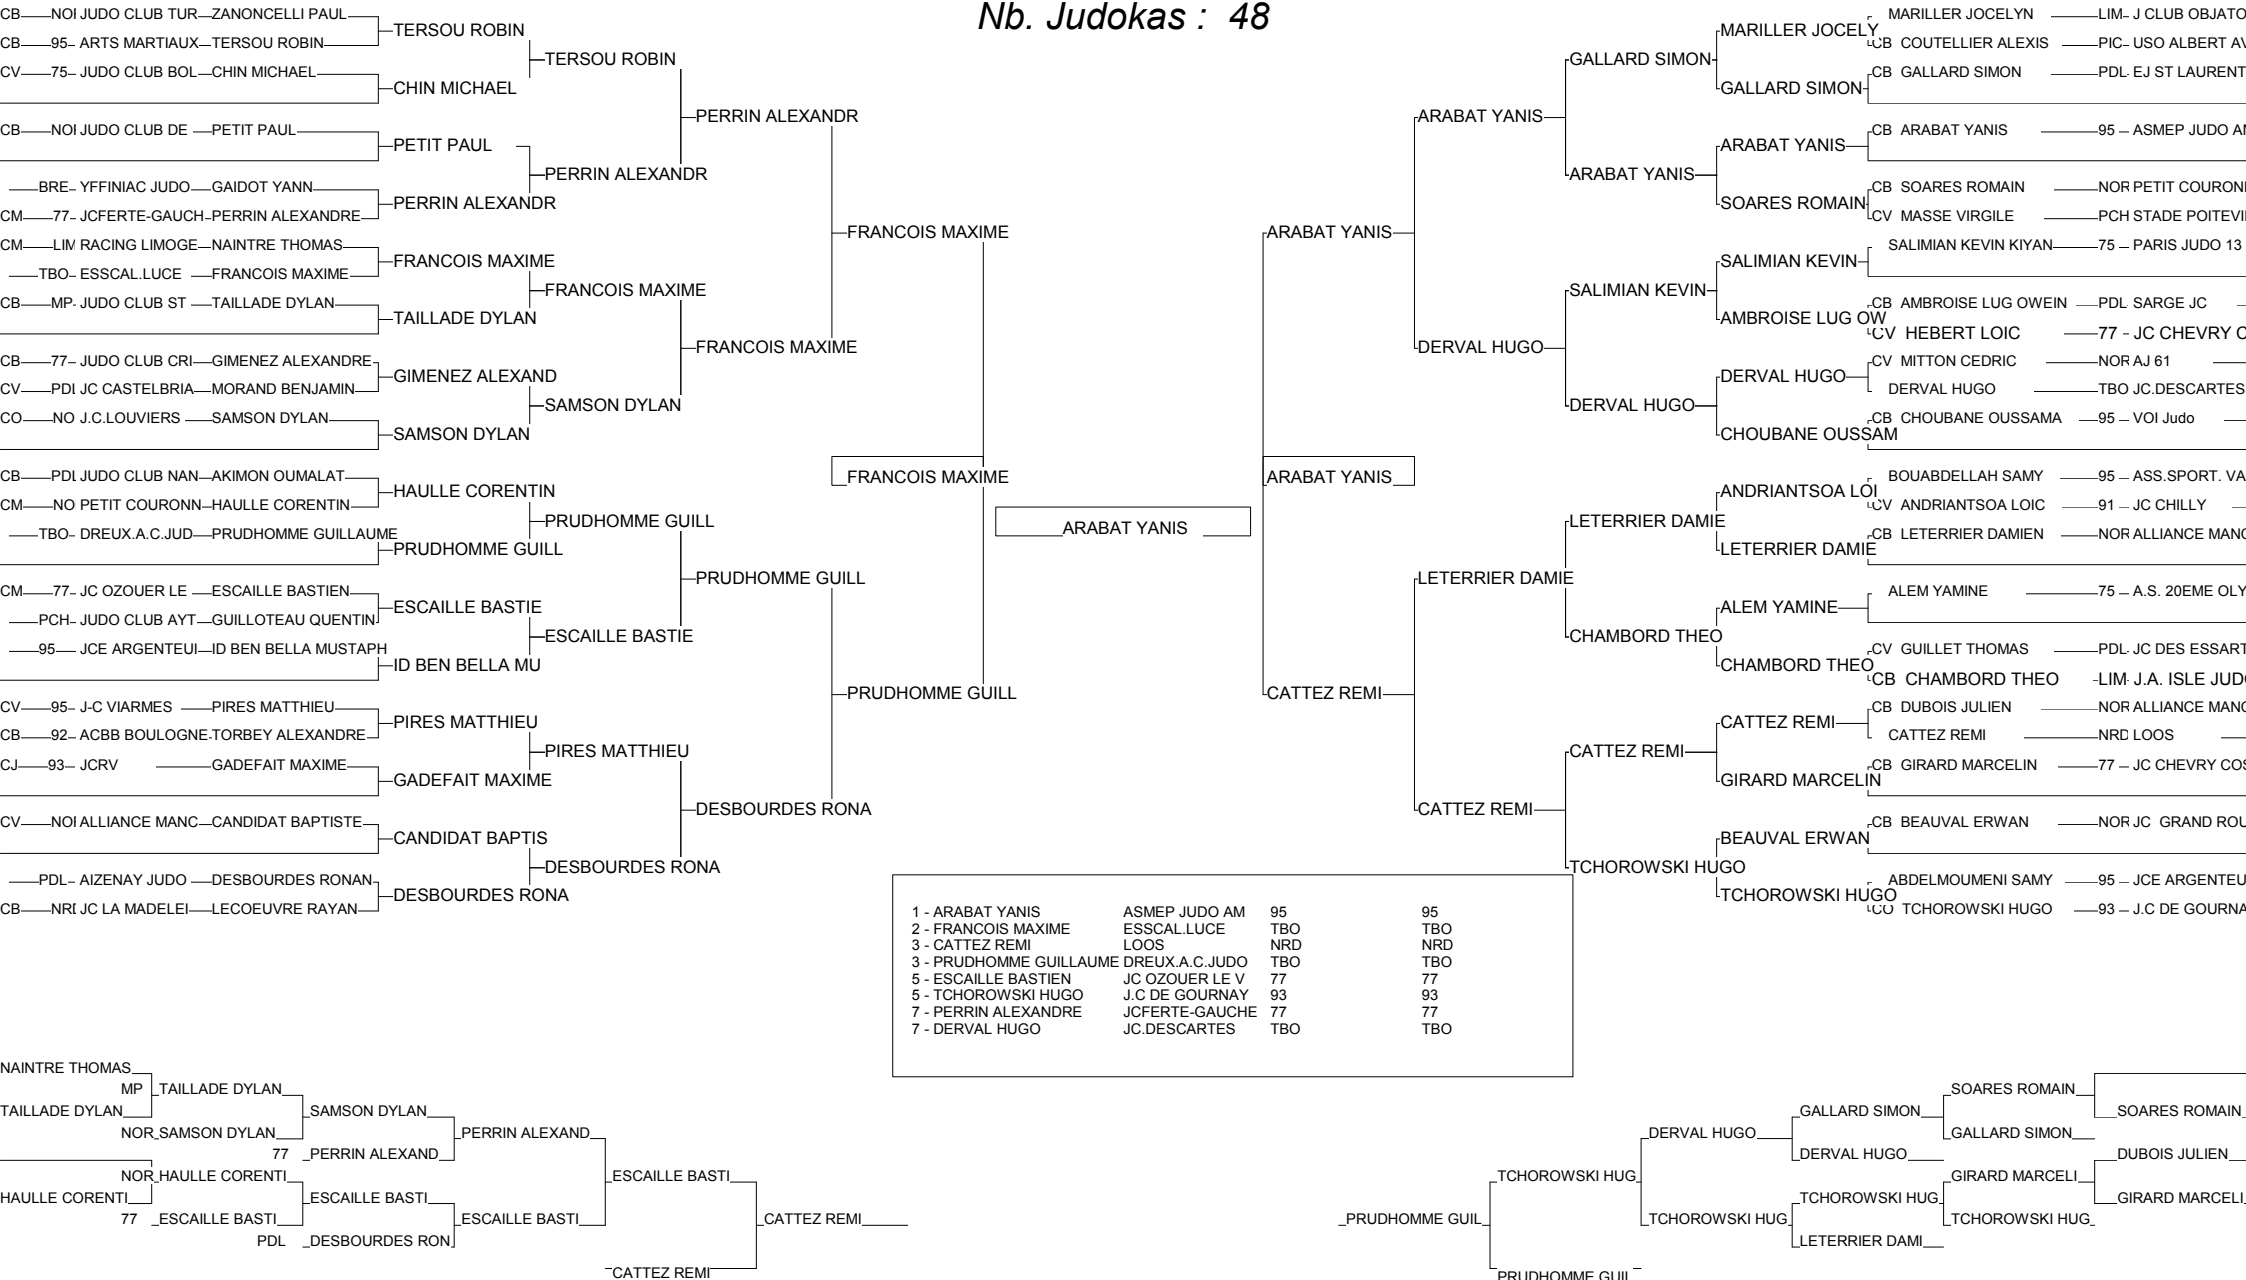 Nb. Judokas : 48
CB NOI JUDO CLUB TUR ZANONCELLI PAUL
CB 95 ARTS MARTIAUX TERSOU ROBIN
CV 75 JUDO CLUB BOL CHIN MICHAEL
CB NOI JUDO CLUB DE PETIT PAUL
BRE YFFINIAC JUDO GAIDOT YANN
CM 77 JCFERTE-GAUCH PERRIN ALEXANDRE
CM LIM RACING LIMOGE NAINTRE THOMAS
TBO ESSCAL.LUCE FRANCOIS MAXIME
CB MP JUDO CLUB ST TAILLADE DYLAN
CB 77 JUDO CLUB CRI GIMENEZ ALEXANDRE
CV PDL JC CASTELBRIA MORAND BENJAMIN
CO NO J.C.LOUVIERS SAMSON DYLAN
CB PDL JUDO CLUB NAN AKIMON OUMALAT
CM NO PETIT COURONN HAULLE CORENTIN
TBO DREUX.A.C.JUD PRUDHOMME GUILLAUME
CM 77 JC OZOUER LE ESCAILLE BASTIEN
PCH JUDO CLUB AYT GUILLOTEAU QUENTIN
95 JCE ARGENTEUI ID BEN BELLA MUSTAPH
CV 95 J-C VIARMES PIRES MATTHIEU
CB 92 ACBB BOULOGNE TORBEY ALEXANDRE
CJ 93 JCRV GADEFAIT MAXIME
CV NOI ALLIANCE MANC CANDIDAT BAPTISTE
PDL AIZENAY JUDO DESBOURDES RONAN
CB NRD JC LA MADELEI LECOEUVRE RAYAN
TERSOU ROBIN
CHIN MICHAEL
PETIT PAUL
PERRIN ALEXANDR
FRANCOIS MAXIME
TAILLADE DYLAN
GIMENEZ ALEXAND
SAMSON DYLAN
HAULLE CORENTIN
PRUDHOMME GUILL
ESCAILLE BASTIE
ID BEN BELLA MU
PIRES MATTHIEU
GADEFAIT MAXIME
CANDIDAT BAPTIS
DESBOURDES RONA
TERSOU ROBIN
PERRIN ALEXANDR
FRANCOIS MAXIME
SAMSON DYLAN
PRUDHOMME GUILL
ESCAILLE BASTIE
PIRES MATTHIEU
DESBOURDES RONA
PERRIN ALEXANDR
FRANCOIS MAXIME
PRUDHOMME GUILL
DESBOURDES RONA
FRANCOIS MAXIME
PRUDHOMME GUILL
FRANCOIS MAXIME
ARABAT YANIS
ARABAT YANIS
ARABAT YANIS
CATTEZ REMI
ARABAT YANIS
DERVAL HUGO
LETERRIER DAMIE
CATTEZ REMI
GALLARD SIMON
ARABAT YANIS
SALIMIAN KEVIN
DERVAL HUGO
LETERRIER DAMIE
CHAMBORD THEO
CATTEZ REMI
TCHOROWSKI HUGO
MARILLER JOCELY
GALLARD SIMON
ARABAT YANIS
SOARES ROMAIN
SALIMIAN KEVIN
AMBROISE LUG OW
DERVAL HUGO
CHOUBANE OUSSAM
ANDRIANTSOA LOI
LETERRIER DAMIE
ALEM YAMINE
CHAMBORD THEO
CATTEZ REMI
GIRARD MARCELIN
BEAUVAL ERWAN
TCHOROWSKI HUGO
MARILLER JOCELYN LIM J CLUB OBJATO
CB COUTELLIER ALEXIS PIC USO ALBERT AV
CB GALLARD SIMON PDL EJ ST LAURENT
CB ARABAT YANIS 95 ASMEP JUDO AM
CB SOARES ROMAIN NOR PETIT COURONN
CV MASSE VIRGILE PCH STADE POITEVI
SALIMIAN KEVIN KIYAN 75 PARIS JUDO 13
CB AMBROISE LUG OWEIN PDL SARGE JC
CV HEBERT LOIC 77 - JC CHEVRY C
CV MITTON CEDRIC NOR AJ 61
DERVAL HUGO TBO JC.DESCARTES
CB CHOUBANE OUSSAMA 95 VOI Judo
BOUABDELLAH SAMY 95 ASS.SPORT. VA
CV ANDRIANTSOA LOIC 91 JC CHILLY
CB LETERRIER DAMIEN NOR ALLIANCE MANC
ALEM YAMINE 75 A.S. 20EME OLY
CV GUILLET THOMAS PDL JC DES ESSART
CB CHAMBORD THEO LIM J.A. ISLE JUDO
CB DUBOIS JULIEN NOR ALLIANCE MANC
CATTEZ REMI NRD LOOS
CB GIRARD MARCELIN 77 JC CHEVRY COS
CB BEAUVAL ERWAN NOR JC GRAND ROU
ABDELMOUMENI SAMY 95 JCE ARGENTEU
CO TCHOROWSKI HUGO 93 J.C DE GOURNA
1 - ARABAT YANIS ASMEP JUDO AM 95 95
2 - FRANCOIS MAXIME ESSCAL.LUCE TBO TBO
3 - CATTEZ REMI LOOS NRD NRD
3 - PRUDHOMME GUILLAUME DREUX.A.C.JUDO TBO TBO
5 - ESCAILLE BASTIEN JC OZOUER LE V 77 77
5 - TCHOROWSKI HUGO J.C DE GOURNAY 93 93
7 - PERRIN ALEXANDRE JCFERTE-GAUCHE 77 77
7 - DERVAL HUGO JC.DESCARTES TBO TBO
NAINTRE THOMAS
TAILLADE DYLAN
HAULLE CORENTI
MP TAILLADE DYLAN
NOR SAMSON DYLAN
NOR HAULLE CORENTI
77 ESCAILLE BASTI
SAMSON DYLAN
77 PERRIN ALEXAND
ESCAILLE BASTI
PDL DESBOURDES RON
PERRIN ALEXAND
ESCAILLE BASTI
ESCAILLE BASTI
CATTEZ REMI
CATTEZ REMI
PRUDHOMME GUIL
TCHOROWSKI HUG
PRUDHOMME GUIL
DERVAL HUGO
TCHOROWSKI HUG
GALLARD SIMON
DERVAL HUGO
TCHOROWSKI HUG
LETERRIER DAMI
SOARES ROMAIN
GALLARD SIMON
GIRARD MARCELI
TCHOROWSKI HUG
SOARES ROMAIN
DUBOIS JULIEN
GIRARD MARCELI